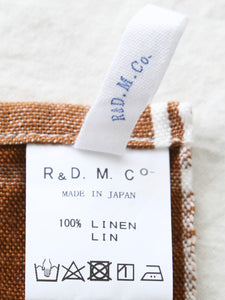 R&D. M. Co-
R&D. M. Co-
MADE IN JAPAN
100% LINEN
LIN